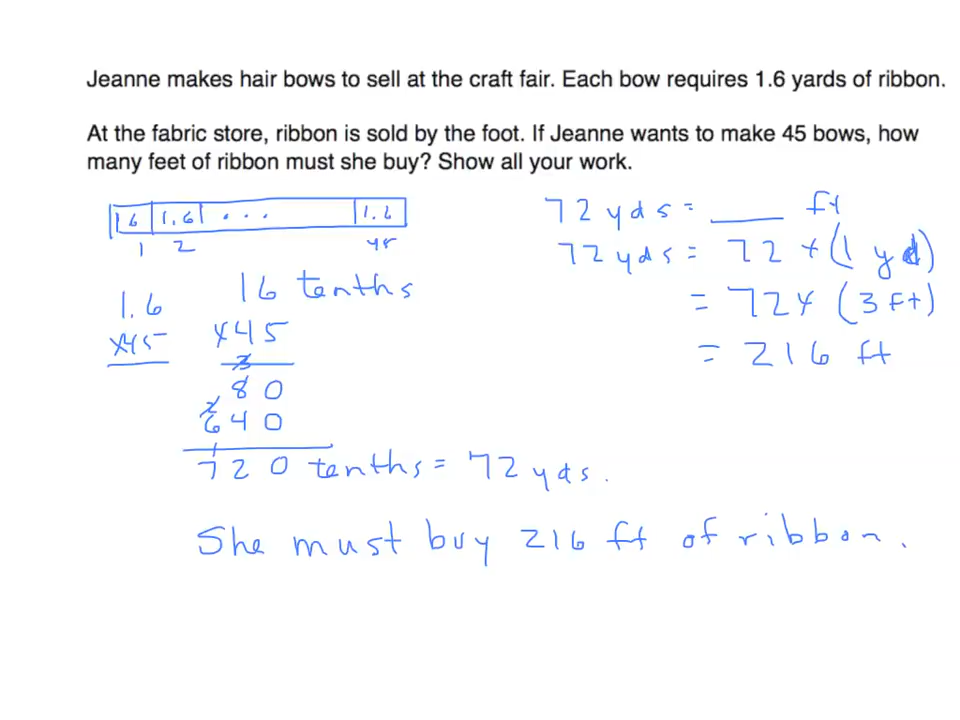 Jeanne makes hair bows to sell at the craft fair. Each bow requires 1.6 yards of ribbon.
At the fabric store, ribbon is sold by the foot. If Jeanne wants to make 45 bows, how
many feet of ribbon must she buy? Show all your work.
1.6 1.6 ... 1.6
1 2 45
1.6
×45
16 tenths
×45
3
80
2
640
1
720 tenths = 72 yds.
72 yds = ____ ft
72 yds = 72 × (1 yd)
= 72 × (3 ft)
= 216 ft
She must buy 216 ft of ribbon.